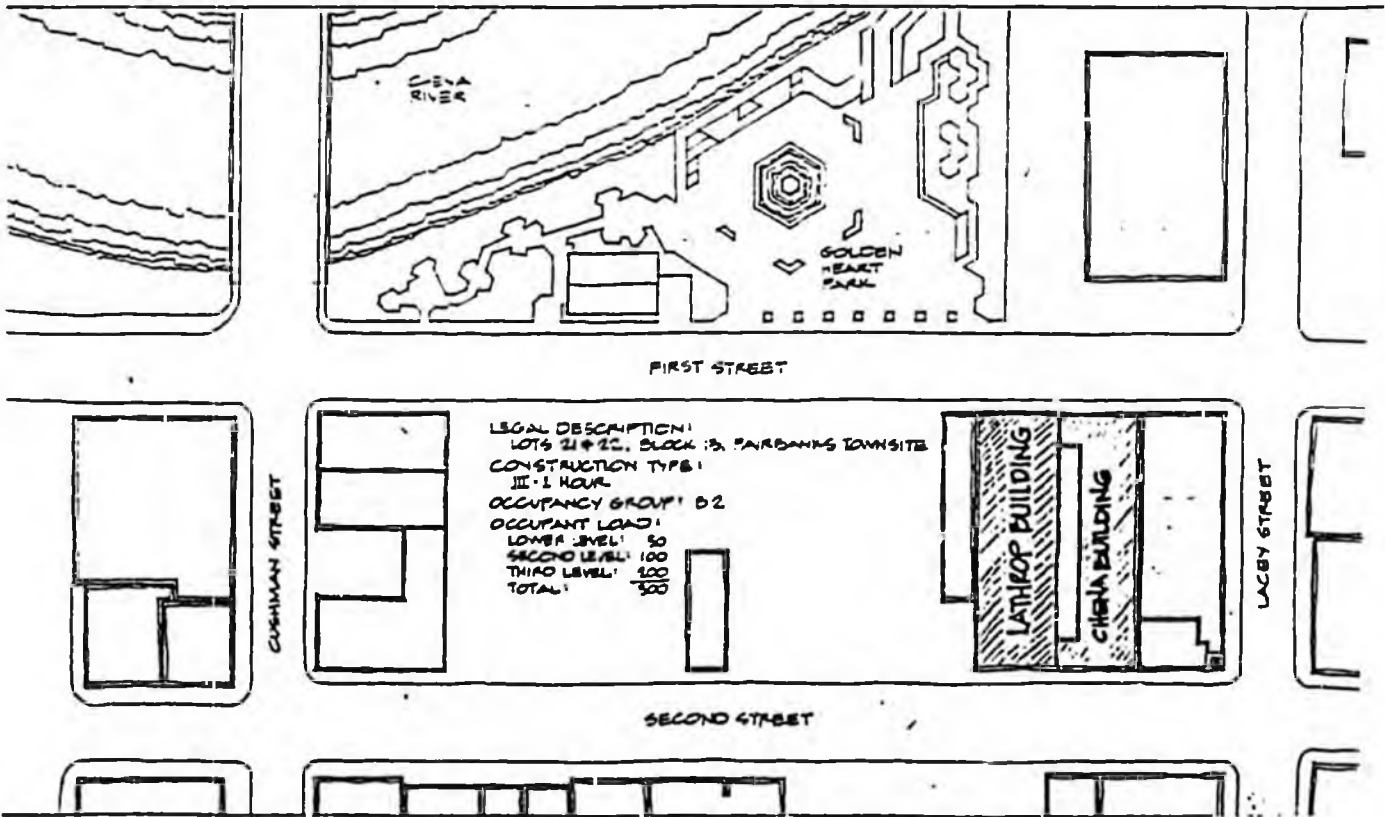 CHENA
RIVER
GOLDEN
HEART
PARK
FIRST STREET
LEGAL DESCRIPTION:
LOTS 21 & 22, BLOCK 13, FAIRBANKS TOWNSITE
CONSTRUCTION TYPE:
III-1 HOUR
OCCUPANCY GROUP: B2
OCCUPANT LOAD:
LOWER LEVEL: 50
SECOND LEVEL: 100
THIRD LEVEL:
TOTAL: 300
CUSHMAN STREET
LATHROP BUILDING
CHENA BUILDING
LACEY STREET
SECOND STREET